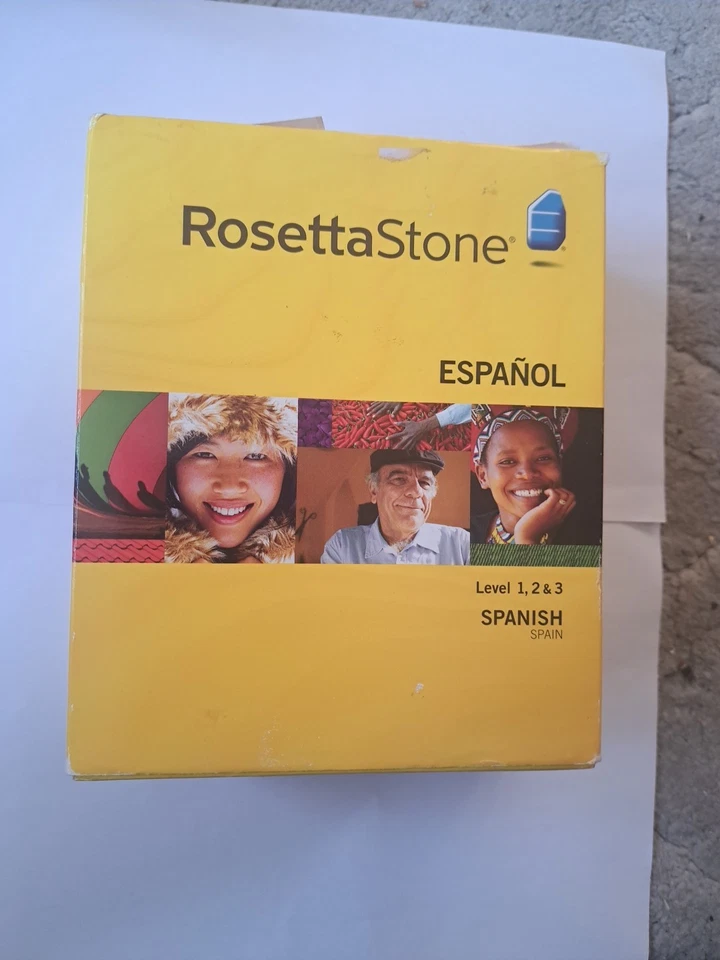 RosettaStone®
ESPAÑOL
Level 1, 2 & 3
SPANISH
SPAIN